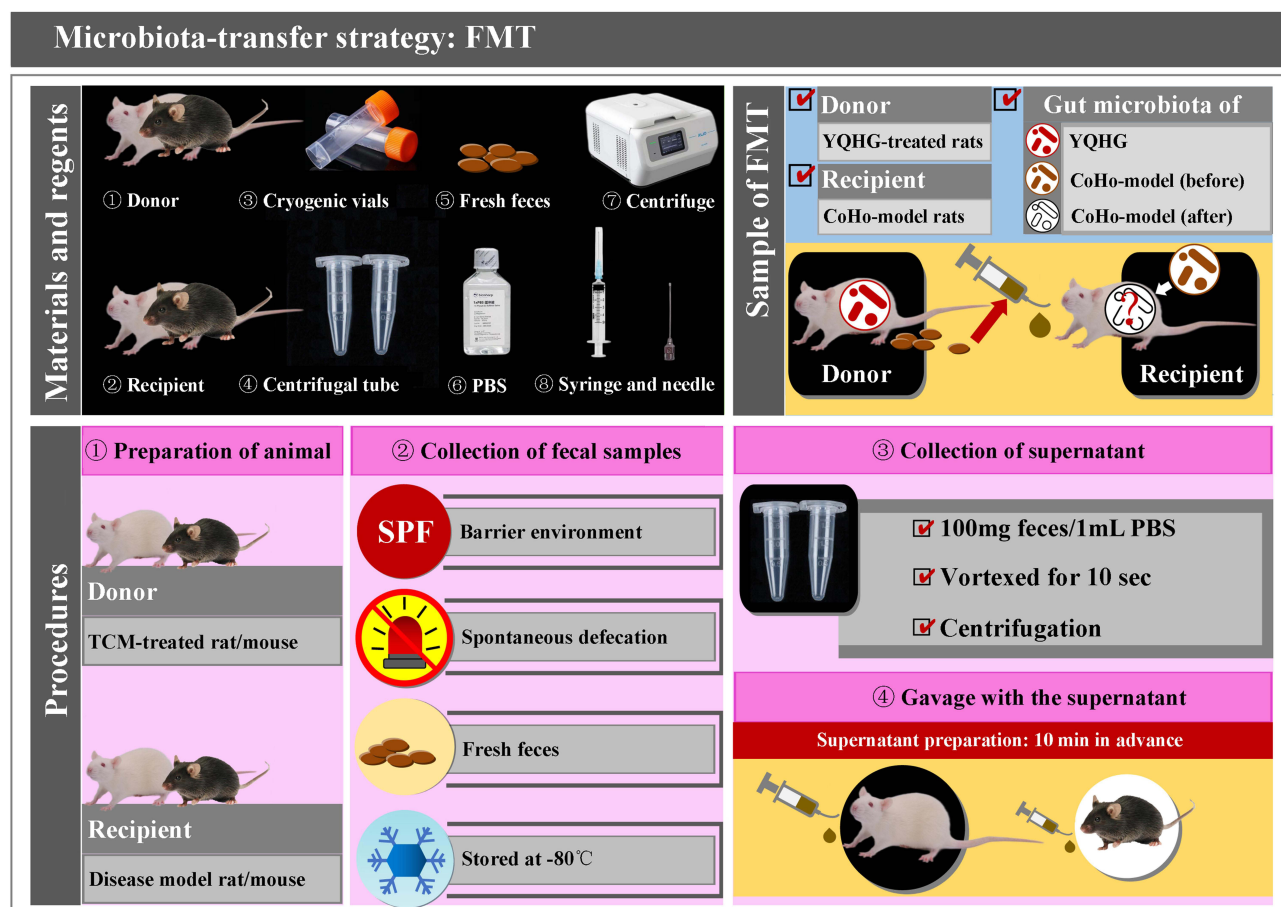 Microbiota-transfer strategy: FMT
Materials and regents
① Donor
③ Cryogenic vials
⑤ Fresh feces
⑦ Centrifuge
② Recipient
④ Centrifugal tube
⑥ PBS
⑧ Syringe and needle
Sample of FMT
Donor
YQHG-treated rats
Recipient
CoHo-model rats
Gut microbiota of
YQHG
CoHo-model (before)
CoHo-model (after)
?
Donor
Recipient
Procedures
① Preparation of animal
Donor
TCM-treated rat/mouse
Recipient
Disease model rat/mouse
② Collection of fecal samples
SPF
Barrier environment
Spontaneous defecation
Fresh feces
Stored at -80℃
③ Collection of supernatant
100mg feces/1mL PBS
Vortexed for 10 sec
Centrifugation
④ Gavage with the supernatant
Supernatant preparation: 10 min in advance